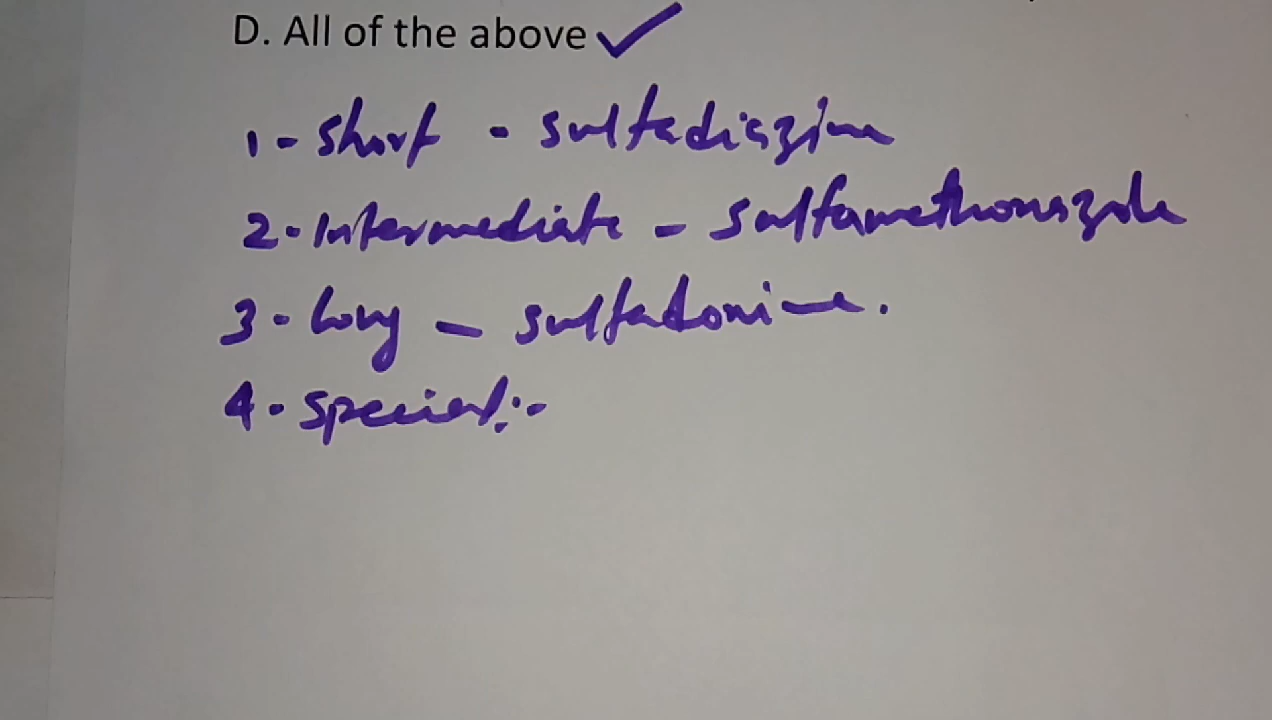 D. All of the above ✓
1- Short - sulfadiazine
2- Intermediate - sulfamethoxazole
3- Long - sulfadoxine.
4- Special:-